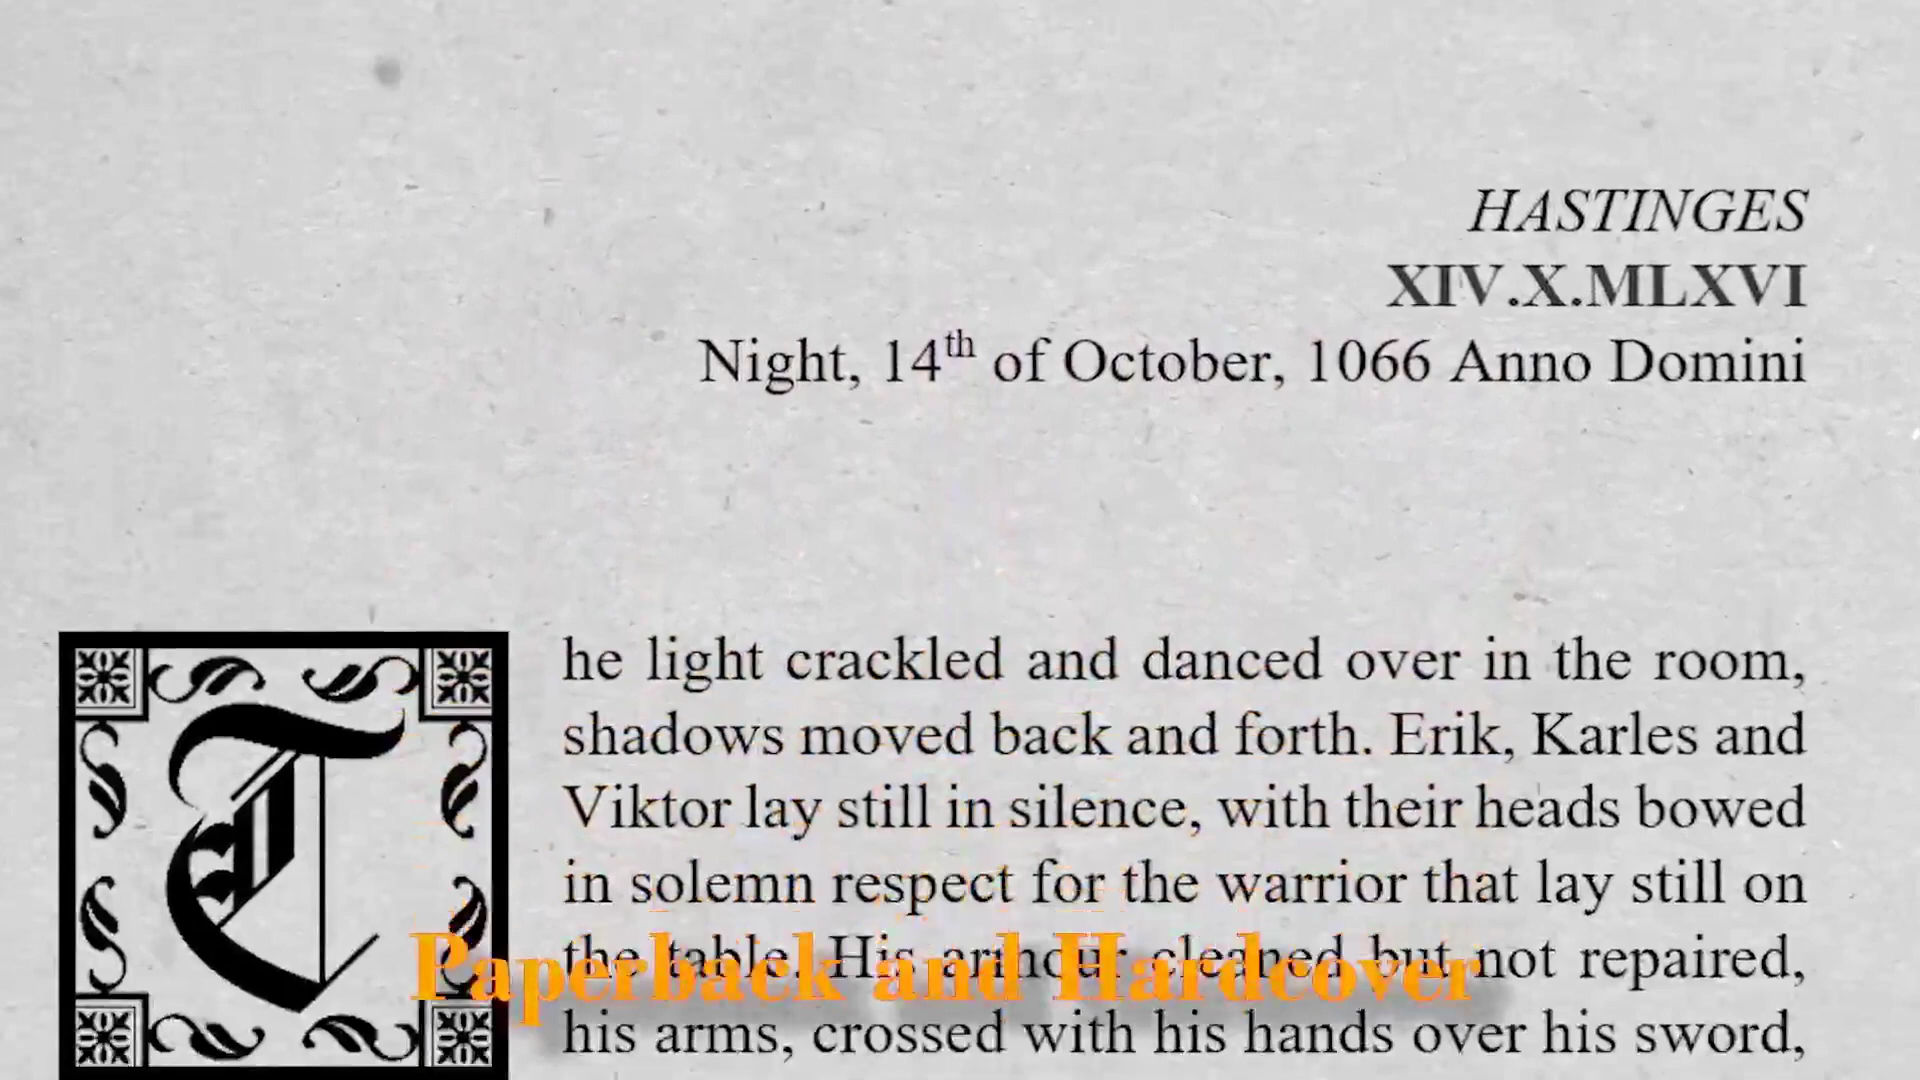 HASTINGES
XIV.X.MLXVI
Night, 14th of October, 1066 Anno Domini
The light crackled and danced over in the room,
shadows moved back and forth. Erik, Karles and
Viktor lay still in silence, with their heads bowed
in solemn respect for the warrior that lay still on
the table. His armour cleaned but not repaired,
Paperback and Hardcover
his arms, crossed with his hands over his sword,